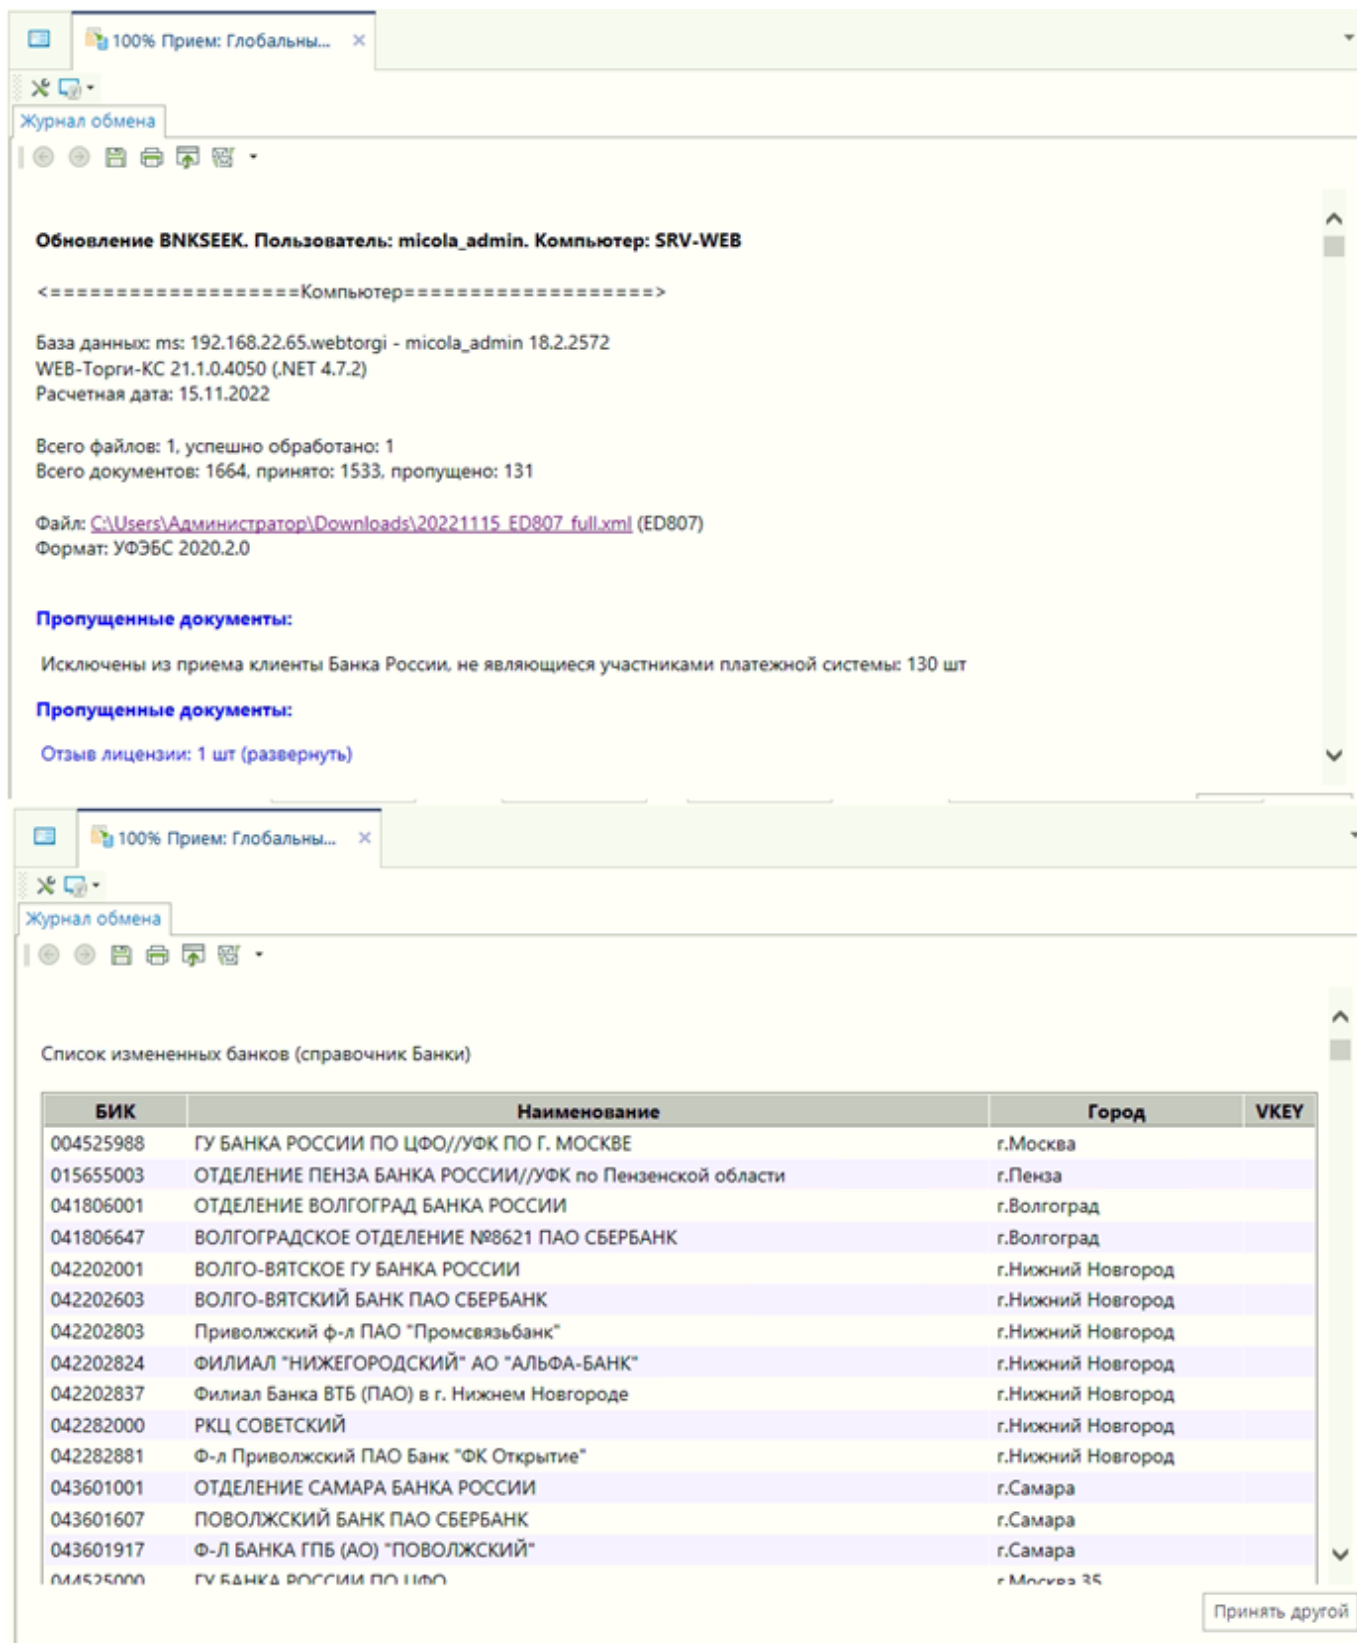 100% Прием: Глобальны...
Журнал обмена
Обновление BNKSEEK. Пользователь: micola_admin. Компьютер: SRV-WEB
<===================Компьютер===================>
База данных: ms: 192.168.22.65.webtorgi - micola_admin 18.2.2572
WEB-Торги-КС 21.1.0.4050 (.NET 4.7.2)
Расчетная дата: 15.11.2022
Всего файлов: 1, успешно обработано: 1
Всего документов: 1664, принято: 1533, пропущено: 131
Файл: C:\Users\Администратор\Downloads\20221115_ED807_full.xml (ED807)
Формат: УФЭБС 2020.2.0
Пропущенные документы:
Исключены из приема клиенты Банка России, не являющиеся участниками платежной системы: 130 шт
Пропущенные документы:
Отзыв лицензии: 1 шт (развернуть)
100% Прием: Глобальны...
Журнал обмена
Список измененных банков (справочник Банки)
БИК Наименование Город VKEY
004525988 ГУ БАНКА РОССИИ ПО ЦФО//УФК ПО Г. МОСКВЕ г.Москва
015655003 ОТДЕЛЕНИЕ ПЕНЗА БАНКА РОССИИ//УФК по Пензенской области г.Пенза
041806001 ОТДЕЛЕНИЕ ВОЛГОГРАД БАНКА РОССИИ г.Волгоград
041806647 ВОЛГОГРАДСКОЕ ОТДЕЛЕНИЕ №8621 ПАО СБЕРБАНК г.Волгоград
042202001 ВОЛГО-ВЯТСКОЕ ГУ БАНКА РОССИИ г.Нижний Новгород
042202603 ВОЛГО-ВЯТСКИЙ БАНК ПАО СБЕРБАНК г.Нижний Новгород
042202803 Приволжский ф-л ПАО "Промсвязьбанк" г.Нижний Новгород
042202824 ФИЛИАЛ "НИЖЕГОРОДСКИЙ" АО "АЛЬФА-БАНК" г.Нижний Новгород
042202837 Филиал Банка ВТБ (ПАО) в г. Нижнем Новгороде г.Нижний Новгород
042282000 РКЦ СОВЕТСКИЙ г.Нижний Новгород
042282881 Ф-л Приволжский ПАО Банк "ФК Открытие" г.Нижний Новгород
043601001 ОТДЕЛЕНИЕ САМАРА БАНКА РОССИИ г.Самара
043601607 ПОВОЛЖСКИЙ БАНК ПАО СБЕРБАНК г.Самара
043601917 Ф-Л БАНКА ГПБ (АО) "ПОВОЛЖСКИЙ" г.Самара
044525000 ГУ БАНКА РОССИИ ПО ЦФО г.Москва 35
Принять другой